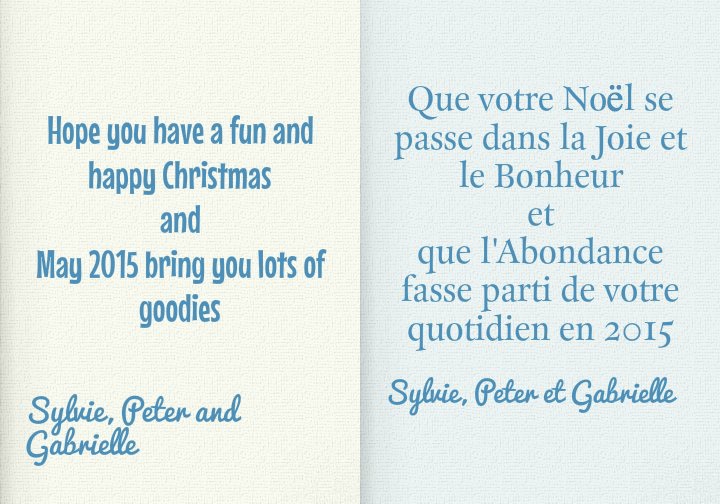 Hope you have a fun and
happy Christmas
and
May 2015 bring you lots of
goodies
Sylvie, Peter and
Gabrielle
Que votre Noël se
passe dans la Joie et
le Bonheur
et
que l'Abondance
fasse parti de votre
quotidien en 2015
Sylvie, Peter et Gabrielle